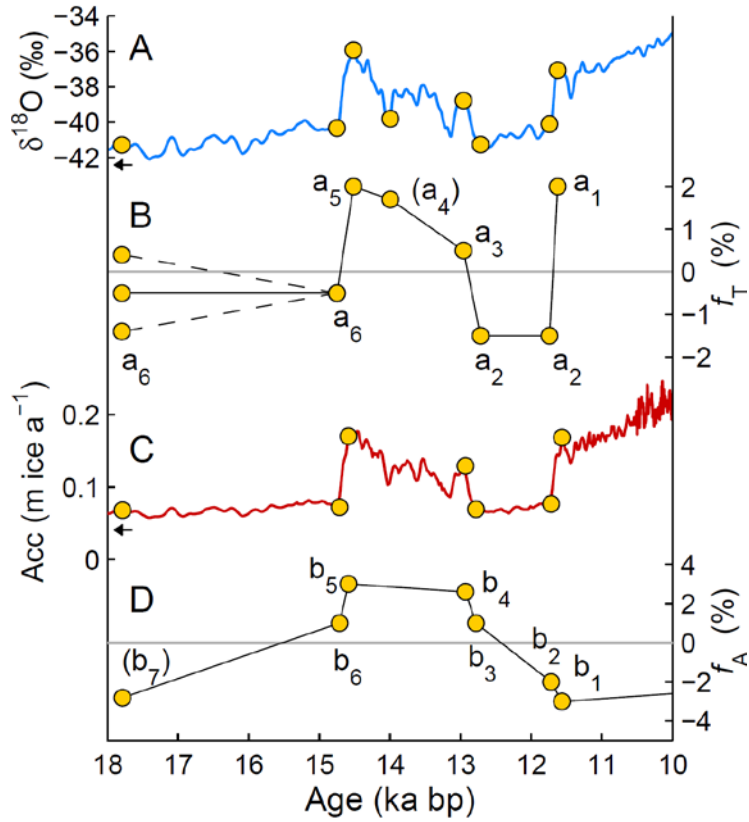 −34
−36
−38
−40
−42
δ¹⁸O (‰)
A
B
a₅
(a₄)
a₃
a₁
a₆
a₆
a₂
a₂
2
1
0
−1
−2
f_T (%)
C
0.2
0.1
0
Acc (m ice a⁻¹)
D
b₅
b₄
(b₇)
b₆
b₃
b₂
b₁
4
2
0
−2
−4
f_A (%)
18 17 16 15 14 13 12 11 10
Age (ka bp)